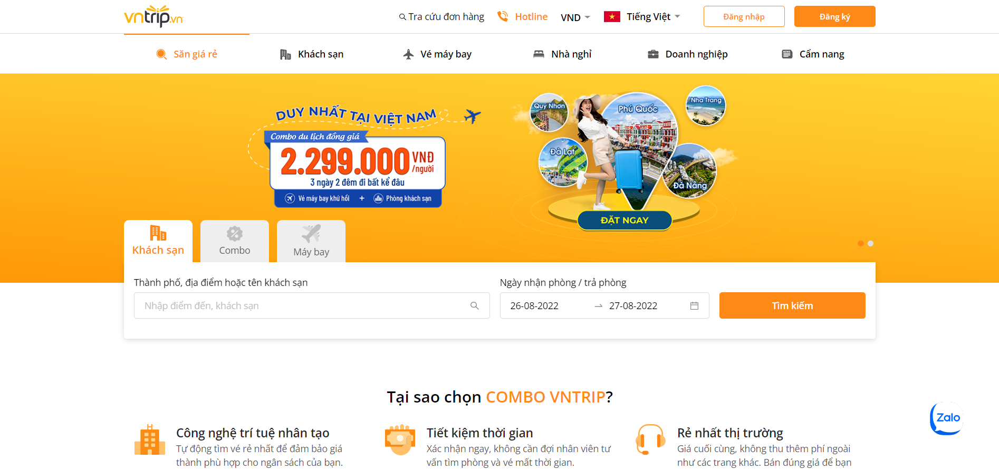 vntrip.vn
Tra cứu đơn hàng
Hotline
VND
Tiếng Việt
Đăng nhập
Đăng ký
Săn giá rẻ
Khách sạn
Vé máy bay
Nhà nghỉ
Doanh nghiệp
NEWS
Cẩm nang
DUY NHẤT TẠI VIỆT NAM
Combo du lịch đồng giá
2.299.000 VNĐ
/người
3 ngày 2 đêm đi bất kể đâu
Vé máy bay khứ hồi + Phòng khách sạn
Quy Nhơn
Phú Quốc
Nha Trang
Đà Lạt
Đà Nẵng
ĐẶT NGAY
Khách sạn
Combo
Máy bay
Thành phố, địa điểm hoặc tên khách sạn
Nhập điểm đến, khách sạn
Ngày nhận phòng / trả phòng
26-08-2022
27-08-2022
Tìm kiếm
Tại sao chọn COMBO VNTRIP?
Công nghệ trí tuệ nhân tạo
Tự động tìm vé rẻ nhất để đảm bảo giá
thành phù hợp cho ngân sách của bạn.
Tiết kiệm thời gian
Xác nhận ngay, không cần đợi nhân viên tư
vấn tìm phòng và vé mất thời gian.
Rẻ nhất thị trường
Giá cuối cùng, không thu thêm phí ngoài
như các trang khác. Bán đúng giá để bạn
Zalo